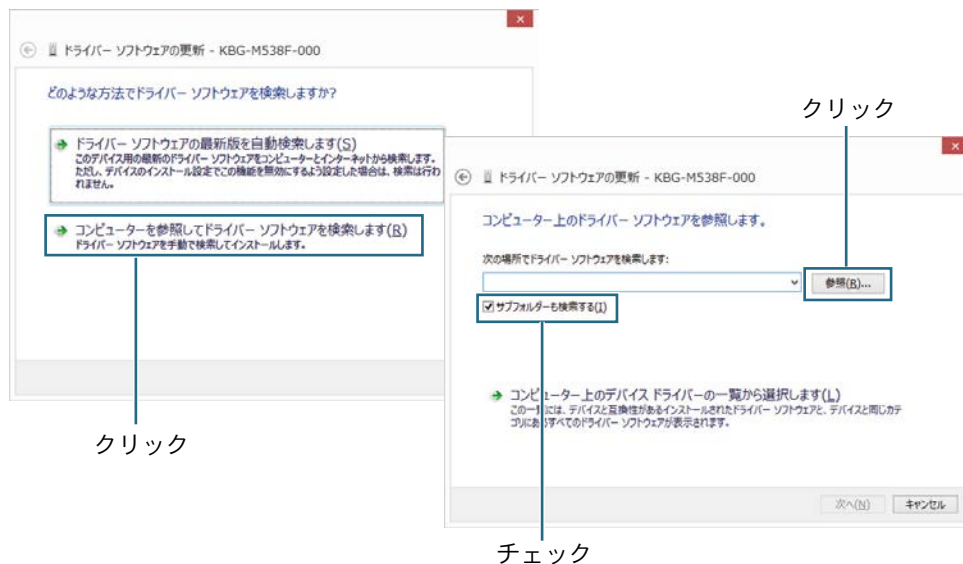 ドライバー ソフトウェアの更新 - KBG-M538F-000
どのような方法でドライバー ソフトウェアを検索しますか?
ドライバー ソフトウェアの最新版を自動検索します(S)
このデバイス用の最新のドライバー ソフトウェアをコンピューターとインターネットから検索します。
ただし、デバイスのインストール設定でこの機能を無効にするよう設定した場合は、検索は行わ
れません。
コンピューターを参照してドライバー ソフトウェアを検索します(R)
ドライバー ソフトウェアを手動で検索してインストールします。
クリック
クリック
ドライバー ソフトウェアの更新 - KBG-M538F-000
コンピューター上のドライバー ソフトウェアを参照します。
次の場所でドライバー ソフトウェアを検索します:
参照(R)...
サブフォルダーも検索する(I)
コンピューター上のデバイス ドライバーの一覧から選択します(L)
この一覧には、デバイスと互換性があるインストールされたドライバー ソフトウェアと、デバイスと同じカテ
ゴリにあるすべてのドライバー ソフトウェアが表示されます。
次へ(N)
キャンセル
チェック